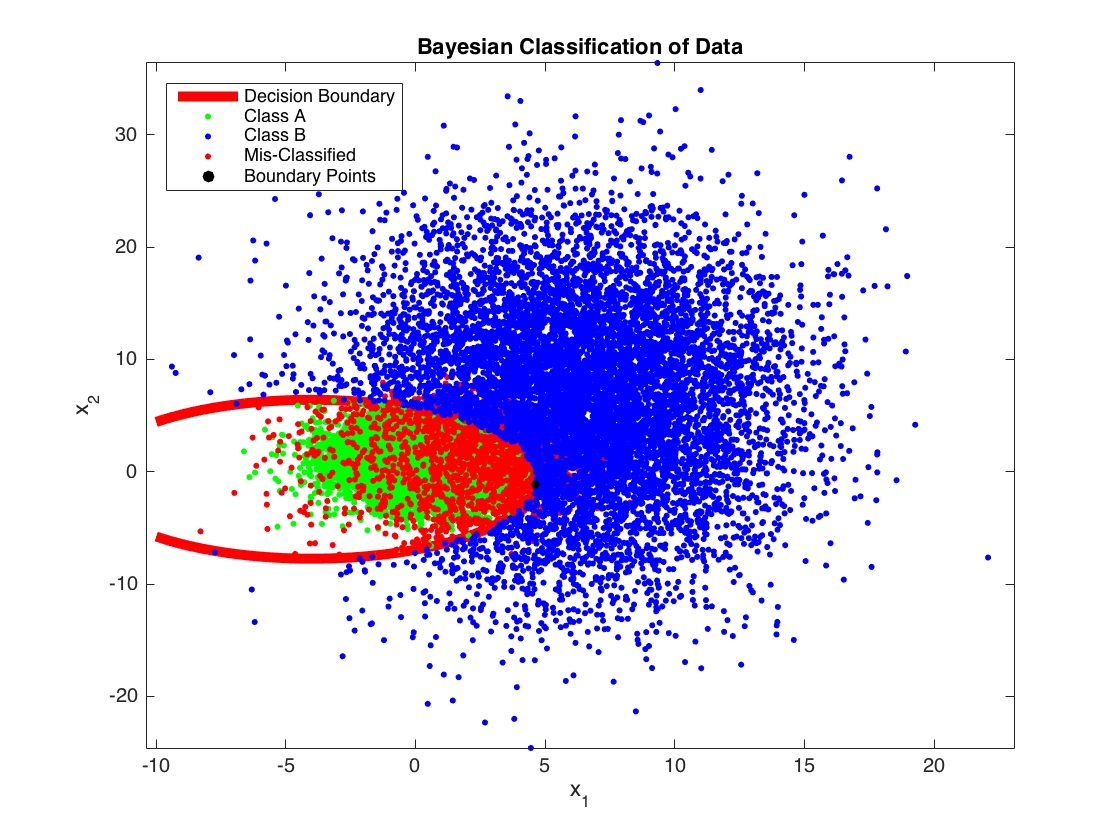 Bayesian Classification of Data
Decision Boundary
Class A
Class B
Mis-Classified
Boundary Points
30
20
10
0
-10
-20
x2
-10 -5 0 5 10 15 20
x1